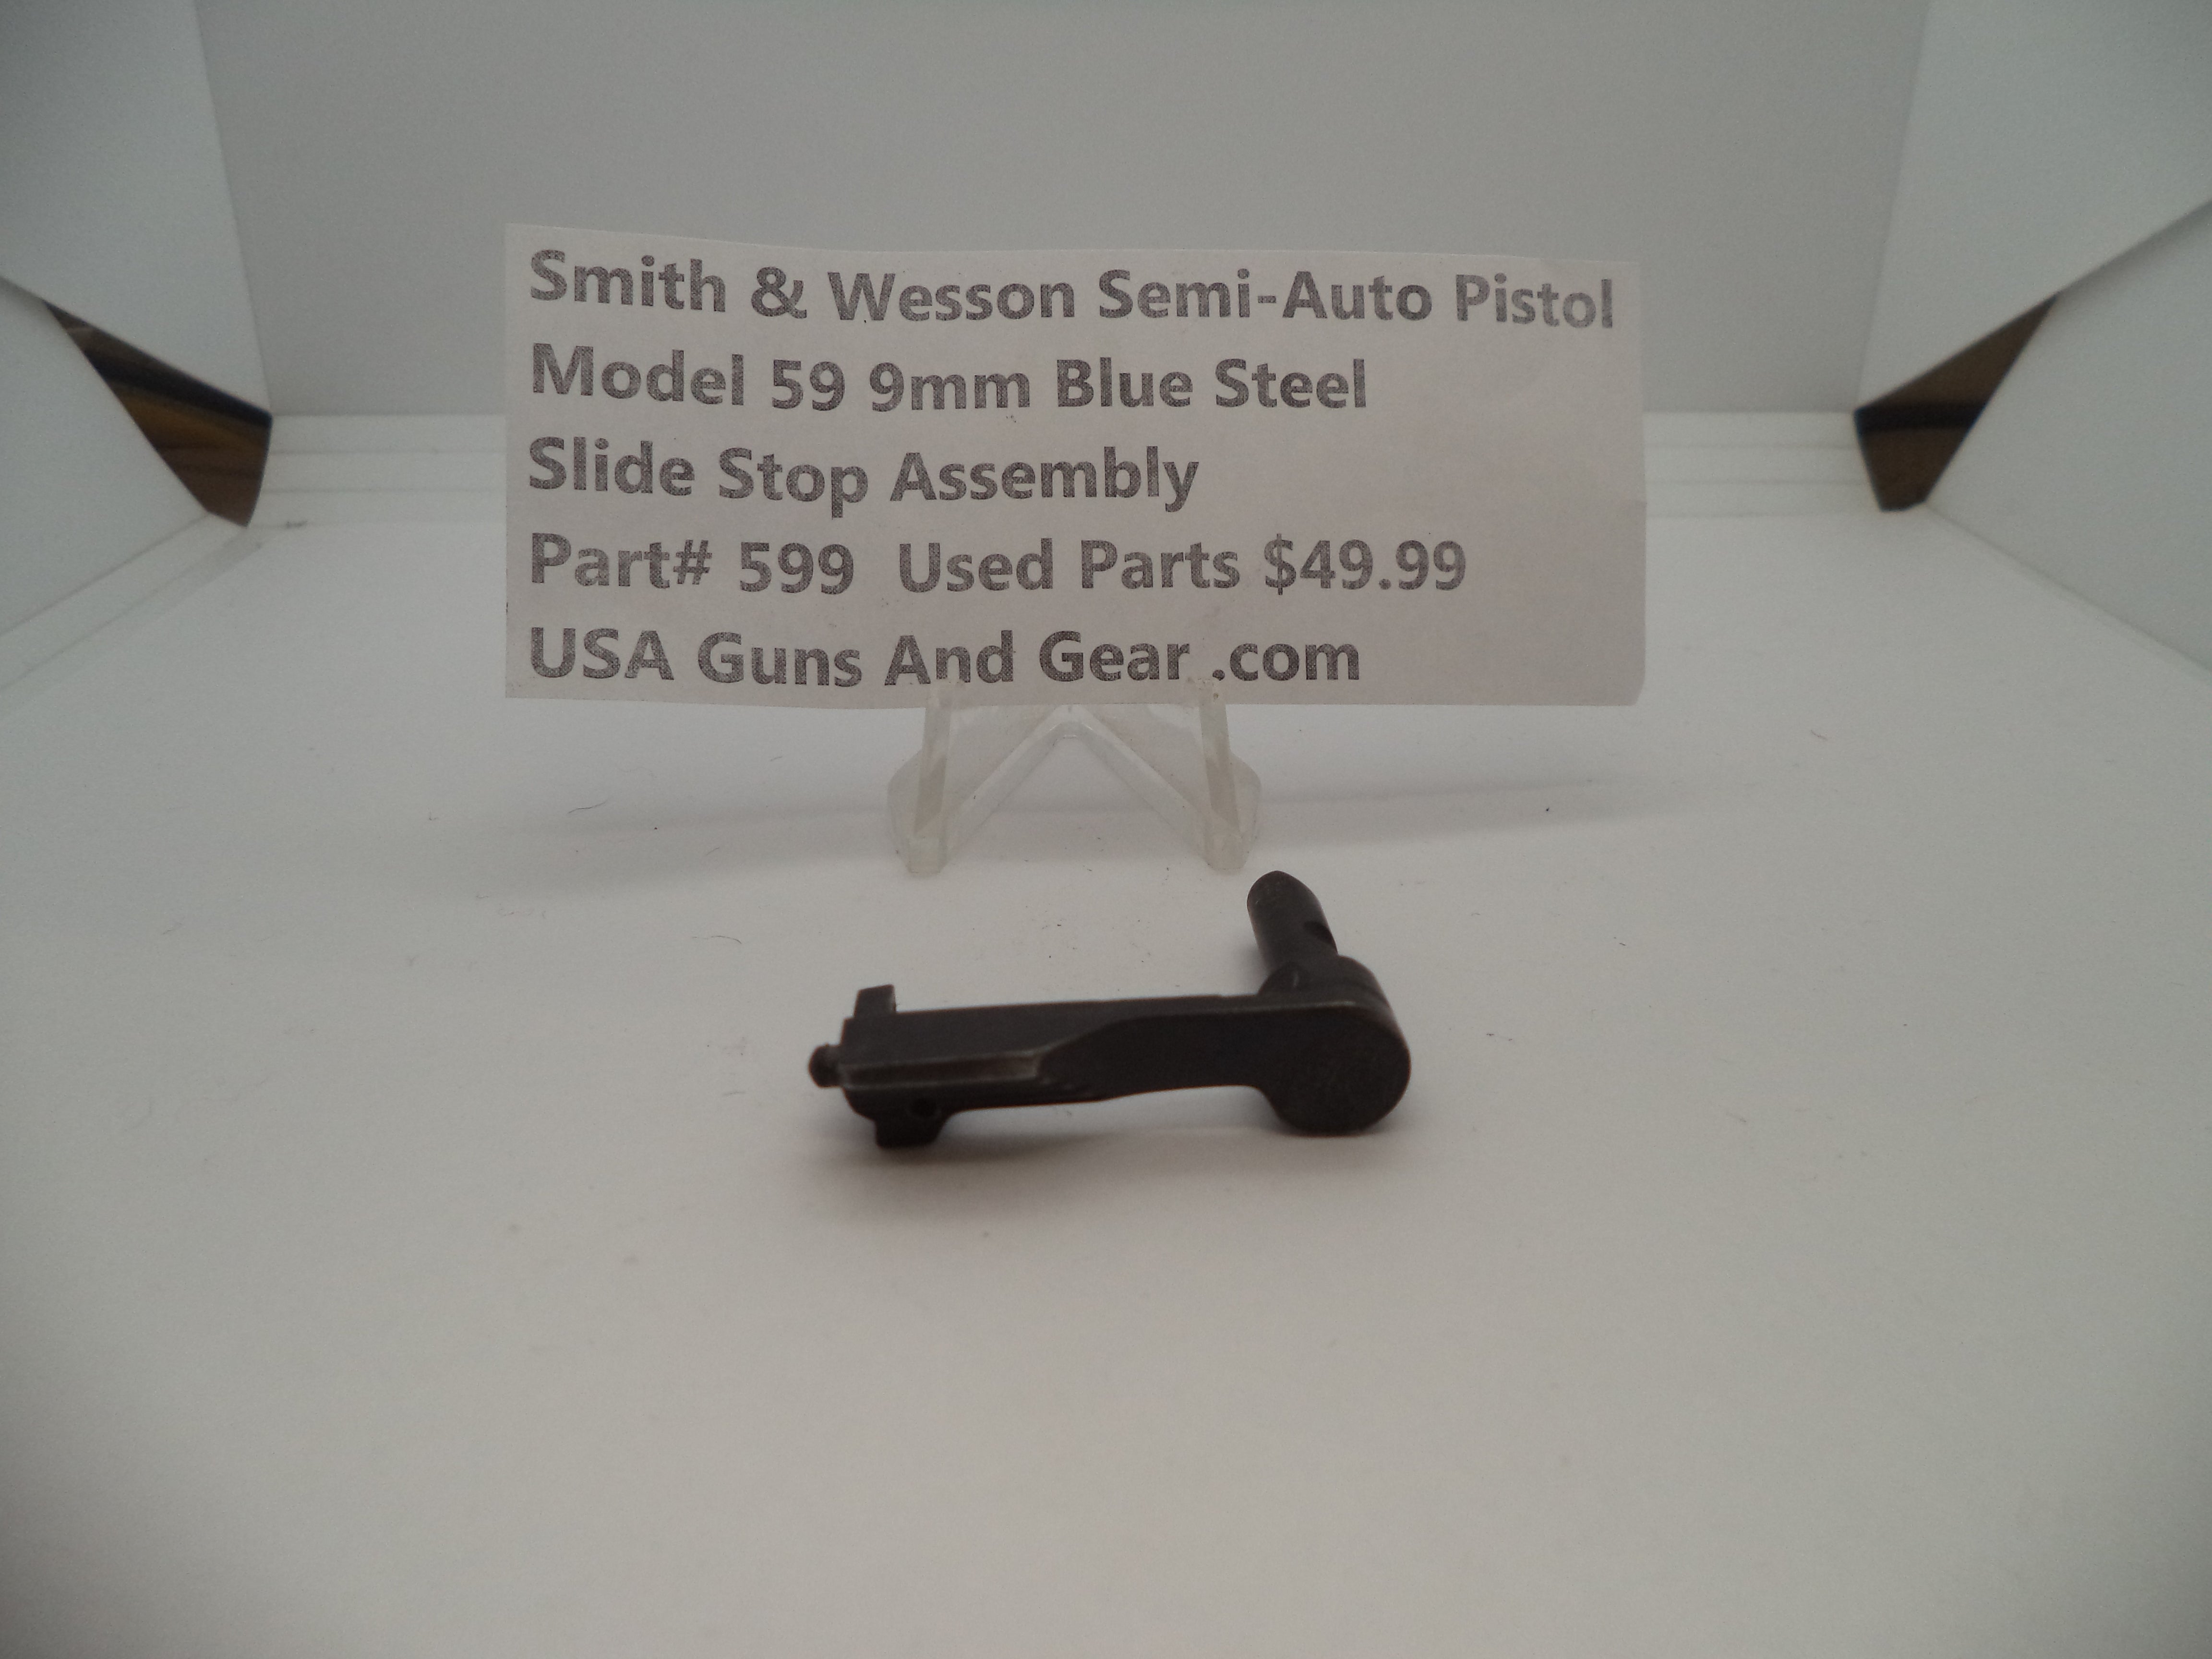 Smith & Wesson Semi-Auto Pistol
Model 59 9mm Blue Steel
Slide Stop Assembly
Part# 599  Used Parts $49.99
USA Guns And Gear .com